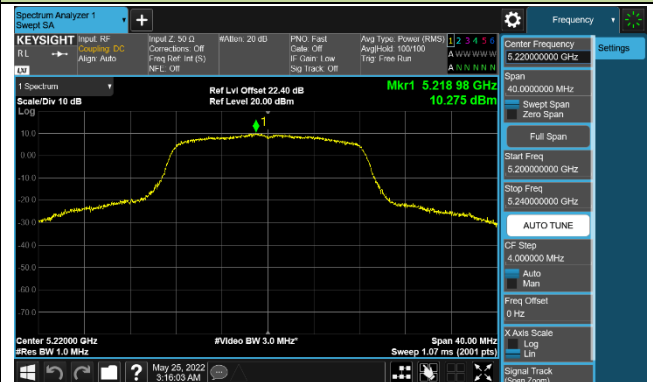 Spectrum Analyzer 1
Swept SA
Frequency
KEYSIGHT
RL
LXI
Input: RF
Coupling: DC
Align: Auto
Input Z: 50 Ω
Corrections: Off
Freq Ref: Int (S)
NFE: Off
#Atten: 20 dB
PNO: Fast
Gate: Off
IF Gain: Low
Sig Track: Off
Avg Type: Power (RMS)
Avg|Hold: 100/100
Trig: Free Run
1 2 3 4 5 6
A W W W W W
A N N N N N
1 Spectrum
Scale/Div 10 dB
Log
Ref Lvl Offset 22.40 dB
Ref Level 20.00 dBm
Mkr1 5.218 98 GHz
10.275 dBm
1
10.0
0.00
-10.0
-20.0
-30.0
-40.0
-50.0
-60.0
-70.0
Center 5.22000 GHz
#Res BW 1.0 MHz
#Video BW 3.0 MHz*
Span 40.00 MHz
Sweep 1.07 ms (2001 pts)
May 25, 2022
3:16:03 AM
Center Frequency
5.220000000 GHz
Span
40.0000000 MHz
Swept Span
Zero Span
Full Span
Start Freq
5.200000000 GHz
Stop Freq
5.240000000 GHz
AUTO TUNE
CF Step
4.000000 MHz
Auto
Man
Freq Offset
0 Hz
X Axis Scale
Log
Lin
Signal Track
(Span Zoom)
Settings